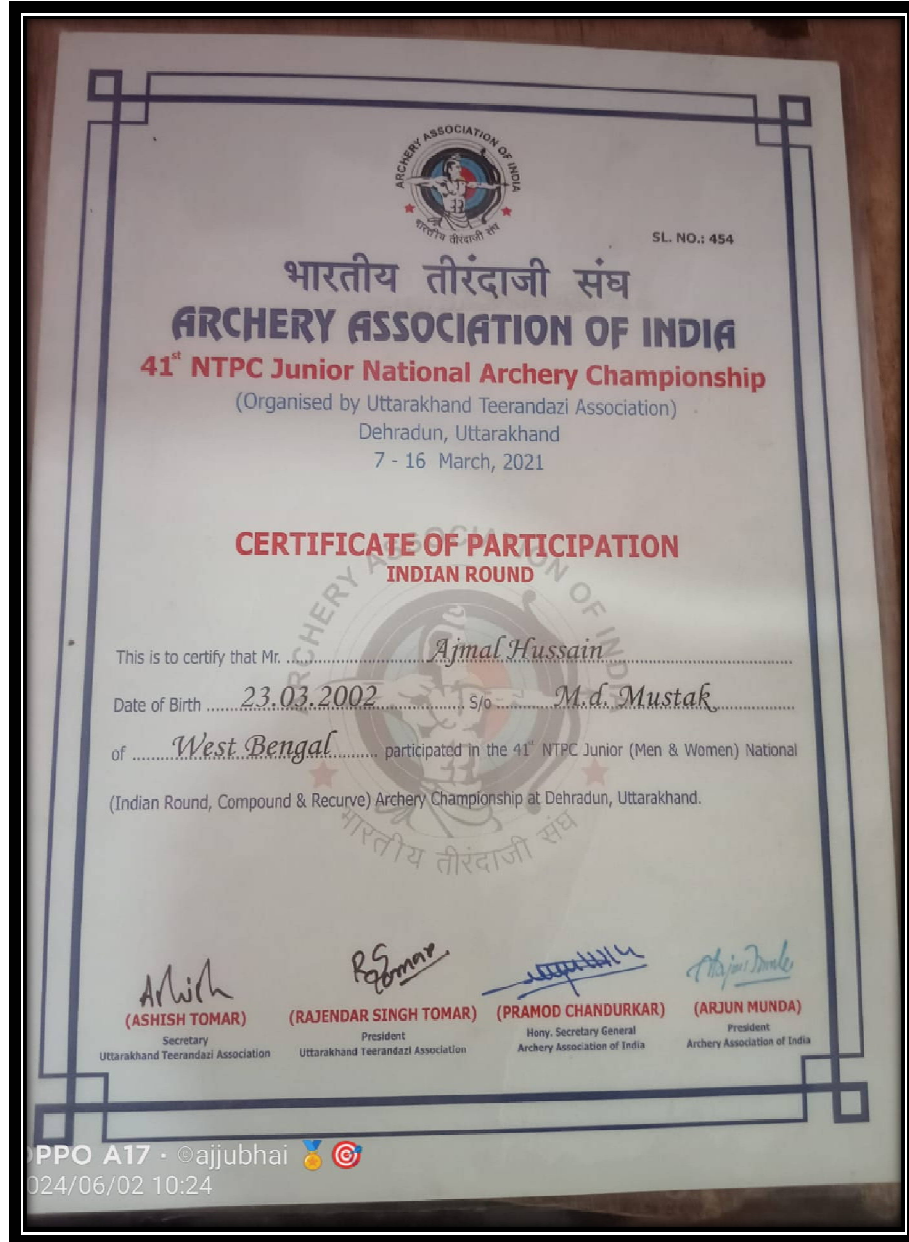 ARCHERY ASSOCIATION OF INDIA
भारतीय तीरंदाजी संघ
SL. NO.: 454
भारतीय तीरंदाजी संघ
ARCHERY ASSOCIATION OF INDIA
41st NTPC Junior National Archery Championship
(Organised by Uttarakhand Teerandazi Association)
Dehradun, Uttarakhand
7 - 16 March, 2021
CERTIFICATE OF PARTICIPATION
INDIAN ROUND
ARCHERY ASSOCIATION OF INDIA
This is to certify that Mr. Ajmal Hussain
Date of Birth 23.03.2002 S/o M.d. Mustak
of West Bengal participated in the 41st NTPC Junior (Men & Women) National
(Indian Round, Compound & Recurve) Archery Championship at Dehradun, Uttarakhand.
भारतीय तीरंदाजी संघ
(ASHISH TOMAR) (RAJENDAR SINGH TOMAR) (PRAMOD CHANDURKAR) (ARJUN MUNDA)
Secretary President Hony. Secretary General President
Uttarakhand Teerandazi Association Uttarakhand Teerandazi Association Archery Association of India Archery Association of India
PPO A17 · ©ajjubhai 🏅🎯
024/06/02 10:24